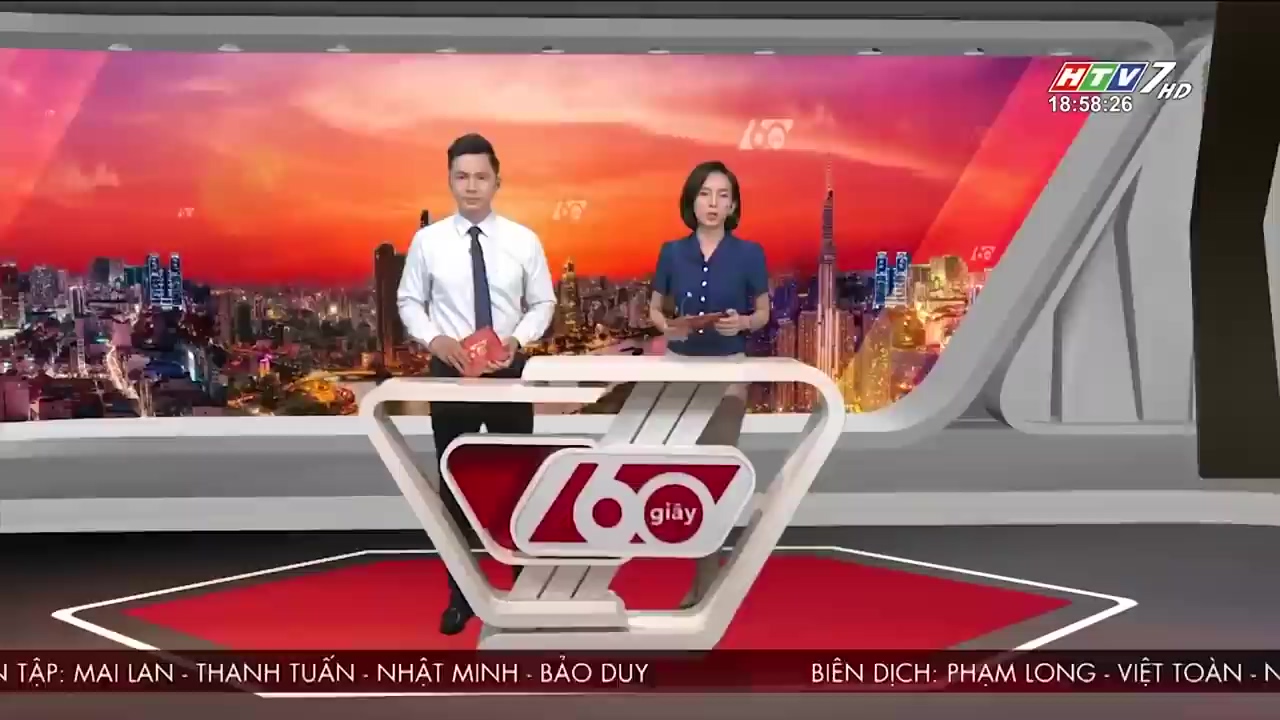 HTV7
HD
18:58:26
60
giây
N TẬP: MAI LAN - THANH TUẤN - NHẬT MINH - BẢO DUY BIÊN DỊCH: PHẠM LONG - VIỆT TOÀN - N